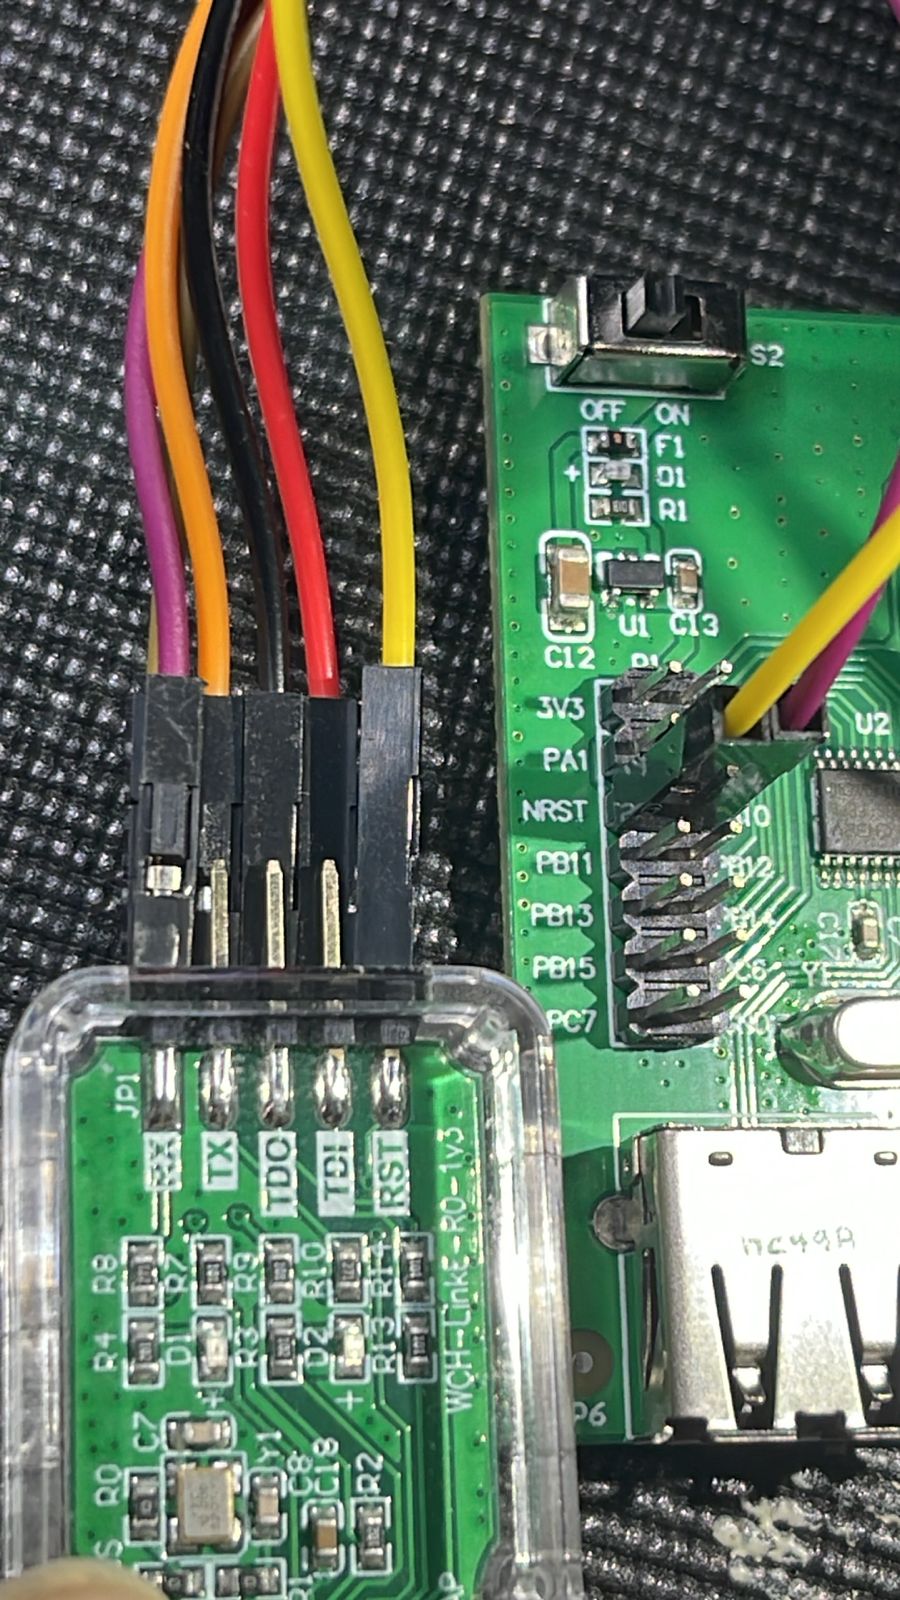 S2
OFF ON
F1
+ D1
R1
U1 C13
C12
3V3
U2
PA1
NRST
PB11
PB13
PB15
PC7
JP1
RX TX TDO TDI RST
WCH-LinkE-R0-1v3
R8 R7 R9 R10 R14
R4 D1 R3 D2 R13
+ +
C7
Y1
R0
C8
C18
R2
P6